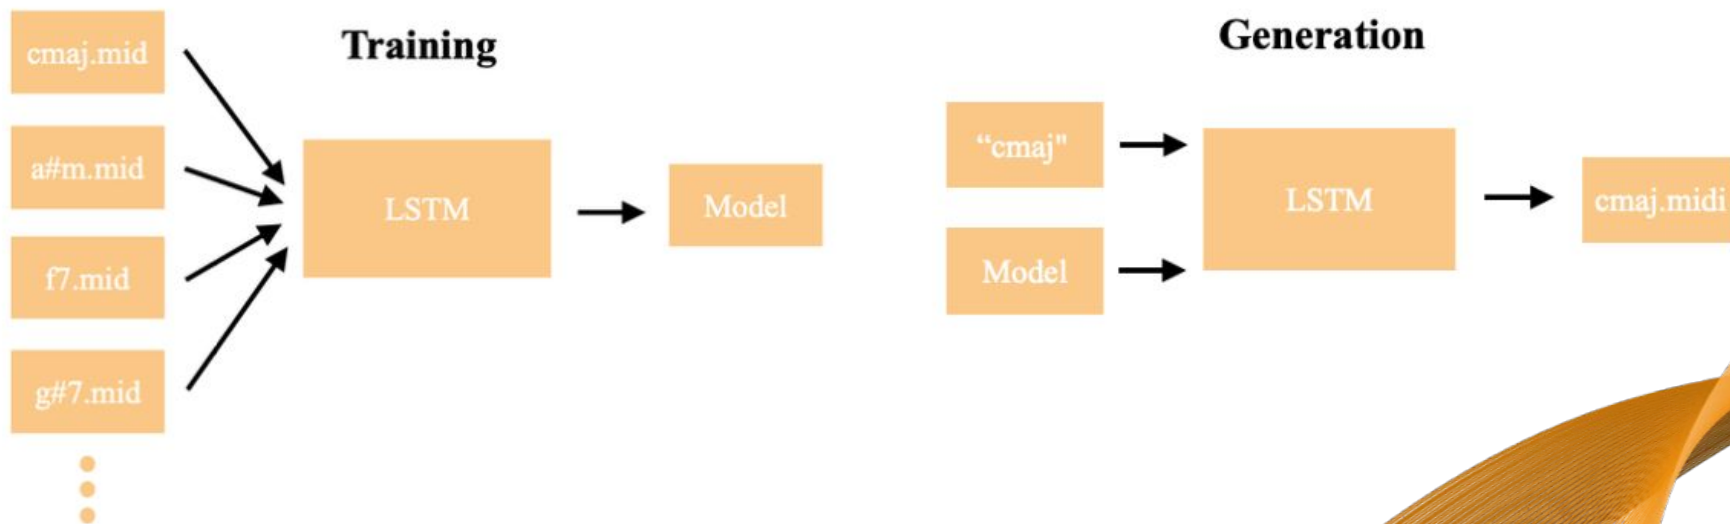 Training
cmaj.mid
a#m.mid
f7.mid
g#7.mid
LSTM
Model
Generation
“cmaj"
Model
LSTM
cmaj.midi